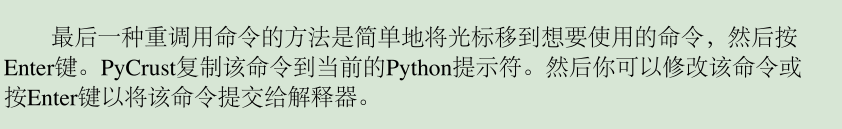 最后一种重调用命令的方法是简单地将光标移到想要使用的命令，然后按
Enter键。PyCrust复制该命令到当前的Python提示符。然后你可以修改该命令或
按Enter键以将该命令提交给解释器。